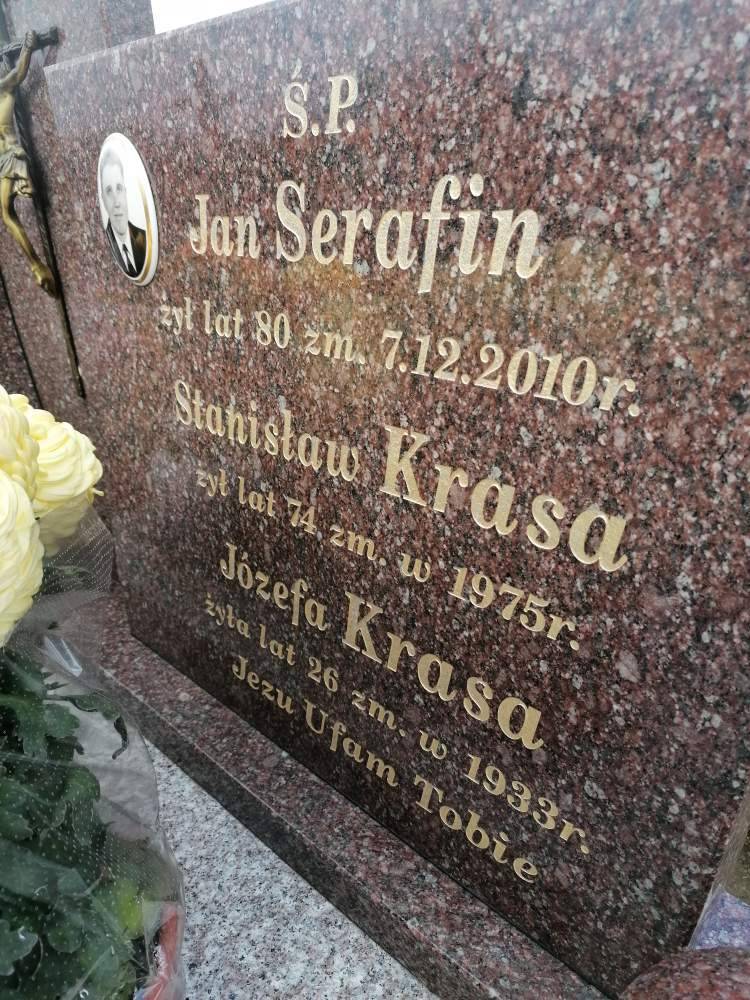 Ś.P.
Jan Serafin
żył lat 80 zm. 7.12.2010r.
Stanisław Krasa
żył lat 74 zm. w 1975r.
Józefa Krasa
żyła lat 26 zm. w 1933r.
Jezu Ufam Tobie